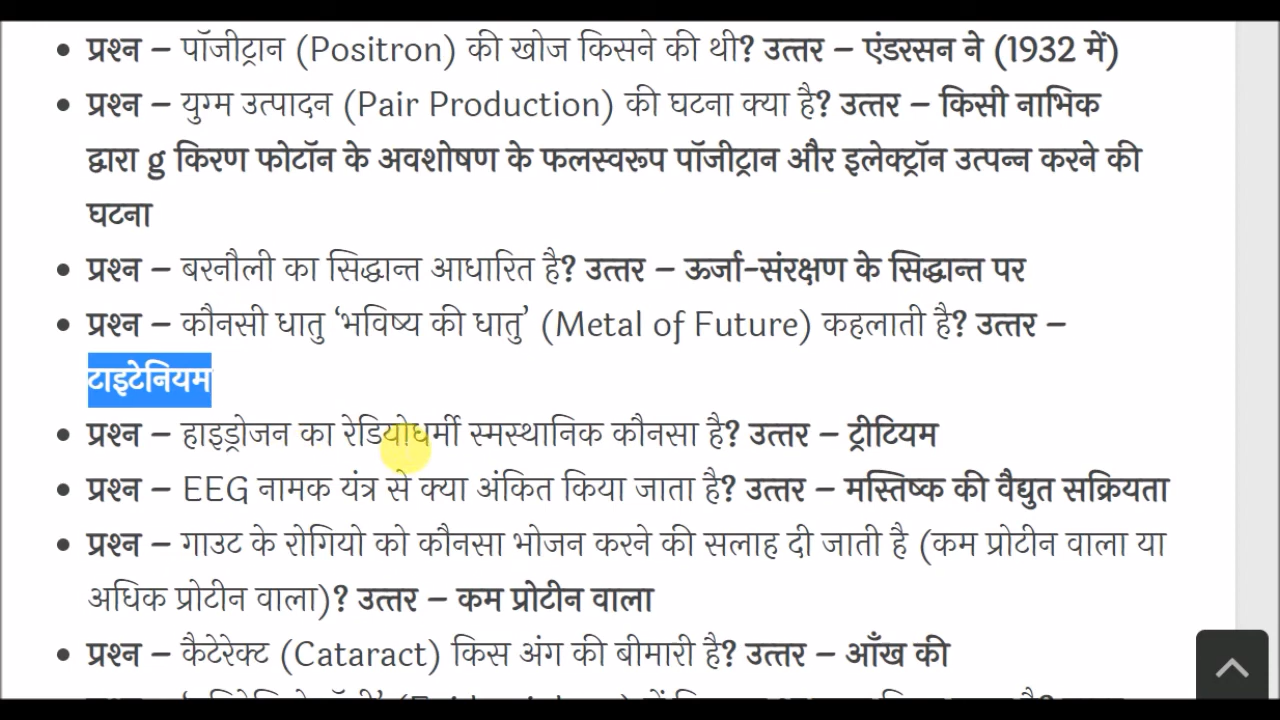 • प्रश्न – पॉजीट्रान (Positron) की खोज किसने की थी? उत्तर – एंडरसन ने (1932 में)
• प्रश्न – युग्म उत्पादन (Pair Production) की घटना क्या है? उत्तर – किसी नाभिक
द्वारा g किरण फोटॉन के अवशोषण के फलस्वरूप पॉजीट्रान और इलेक्ट्रॉन उत्पन्न करने की
घटना
• प्रश्न – बरनौली का सिद्धान्त आधारित है? उत्तर – ऊर्जा-संरक्षण के सिद्धान्त पर
• प्रश्न – कौनसी धातु ‘भविष्य की धातु’ (Metal of Future) कहलाती है? उत्तर –
टाइटेनियम
• प्रश्न – हाइड्रोजन का रेडियोधर्मी स्मस्थानिक कौनसा है? उत्तर – ट्रीटियम
• प्रश्न – EEG नामक यंत्र से क्या अंकित किया जाता है? उत्तर – मस्तिष्क की वैद्युत सक्रियता
• प्रश्न – गाउट के रोगियो को कौनसा भोजन करने की सलाह दी जाती है (कम प्रोटीन वाला या
अधिक प्रोटीन वाला)? उत्तर – कम प्रोटीन वाला
• प्रश्न – कैटेरेक्ट (Cataract) किस अंग की बीमारी है? उत्तर – आँख की